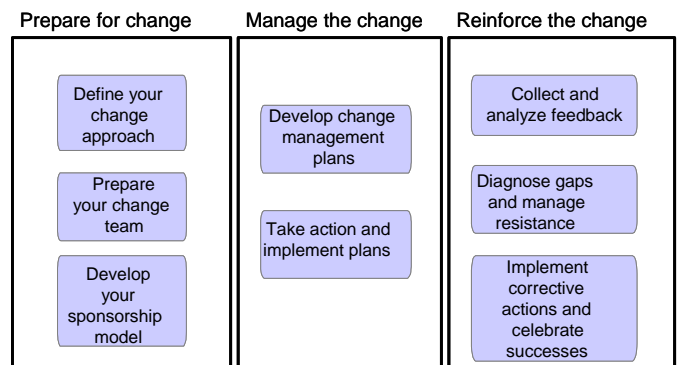 Prepare for change
Manage the change
Reinforce the change
Define your
change
approach
Prepare
your change
team
Develop
your
sponsorship
model
Develop change
management
plans
Take action and
implement plans
Collect and
analyze feedback
Diagnose gaps
and manage
resistance
Implement
corrective
actions and
celebrate
successes